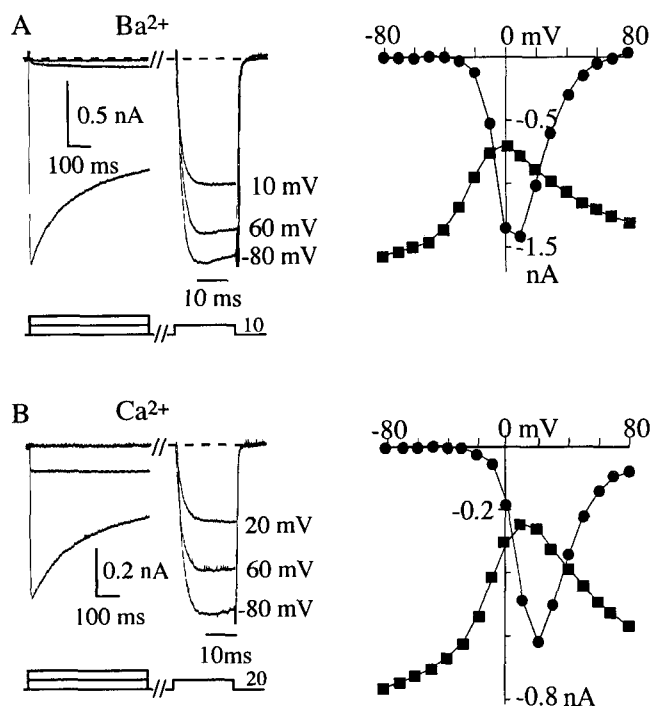 A Ba2+
0.5 nA
100 ms
10 mV
60 mV
-80 mV
10 ms
10
-80 0 mV 80
-0.5
-1.5
nA
B Ca2+
0.2 nA
100 ms
20 mV
60 mV
-80 mV
10ms
20
-80 0 mV 80
-0.2
-0.8 nA